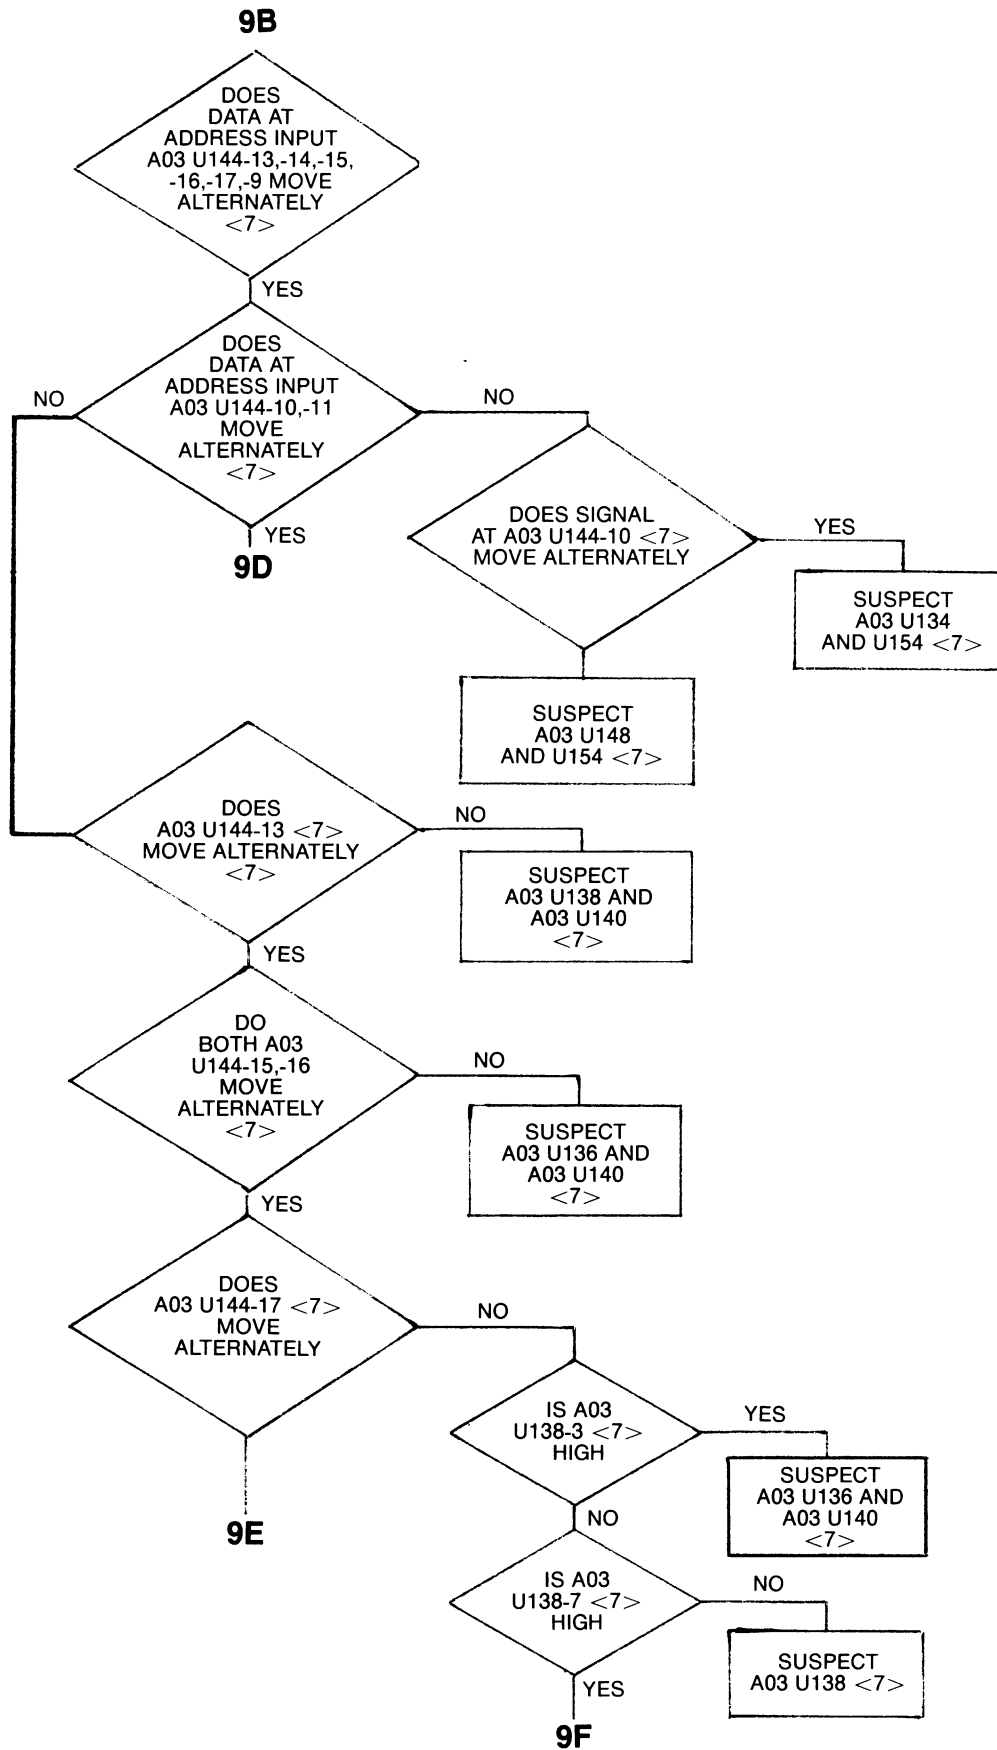 9B
DOES
DATA AT
ADDRESS INPUT
A03 U144-13,-14,-15,
-16,-17,-9 MOVE
ALTERNATELY
<7>
YES
DOES
DATA AT
ADDRESS INPUT
A03 U144-10,-11
MOVE
ALTERNATELY
<7>
NO
NO
YES
9D
DOES SIGNAL
AT A03 U144-10 <7>
MOVE ALTERNATELY
YES
SUSPECT
A03 U134
AND U154 <7>
SUSPECT
A03 U148
AND U154 <7>
DOES
A03 U144-13 <7>
MOVE ALTERNATELY
<7>
NO
SUSPECT
A03 U138 AND
A03 U140
<7>
YES
DO
BOTH A03
U144-15,-16
MOVE
ALTERNATELY
<7>
NO
SUSPECT
A03 U136 AND
A03 U140
<7>
YES
DOES
A03 U144-17 <7>
MOVE
ALTERNATELY
NO
9E
IS A03
U138-3 <7>
HIGH
YES
SUSPECT
A03 U136 AND
A03 U140
<7>
NO
IS A03
U138-7 <7>
HIGH
NO
SUSPECT
A03 U138 <7>
YES
9F